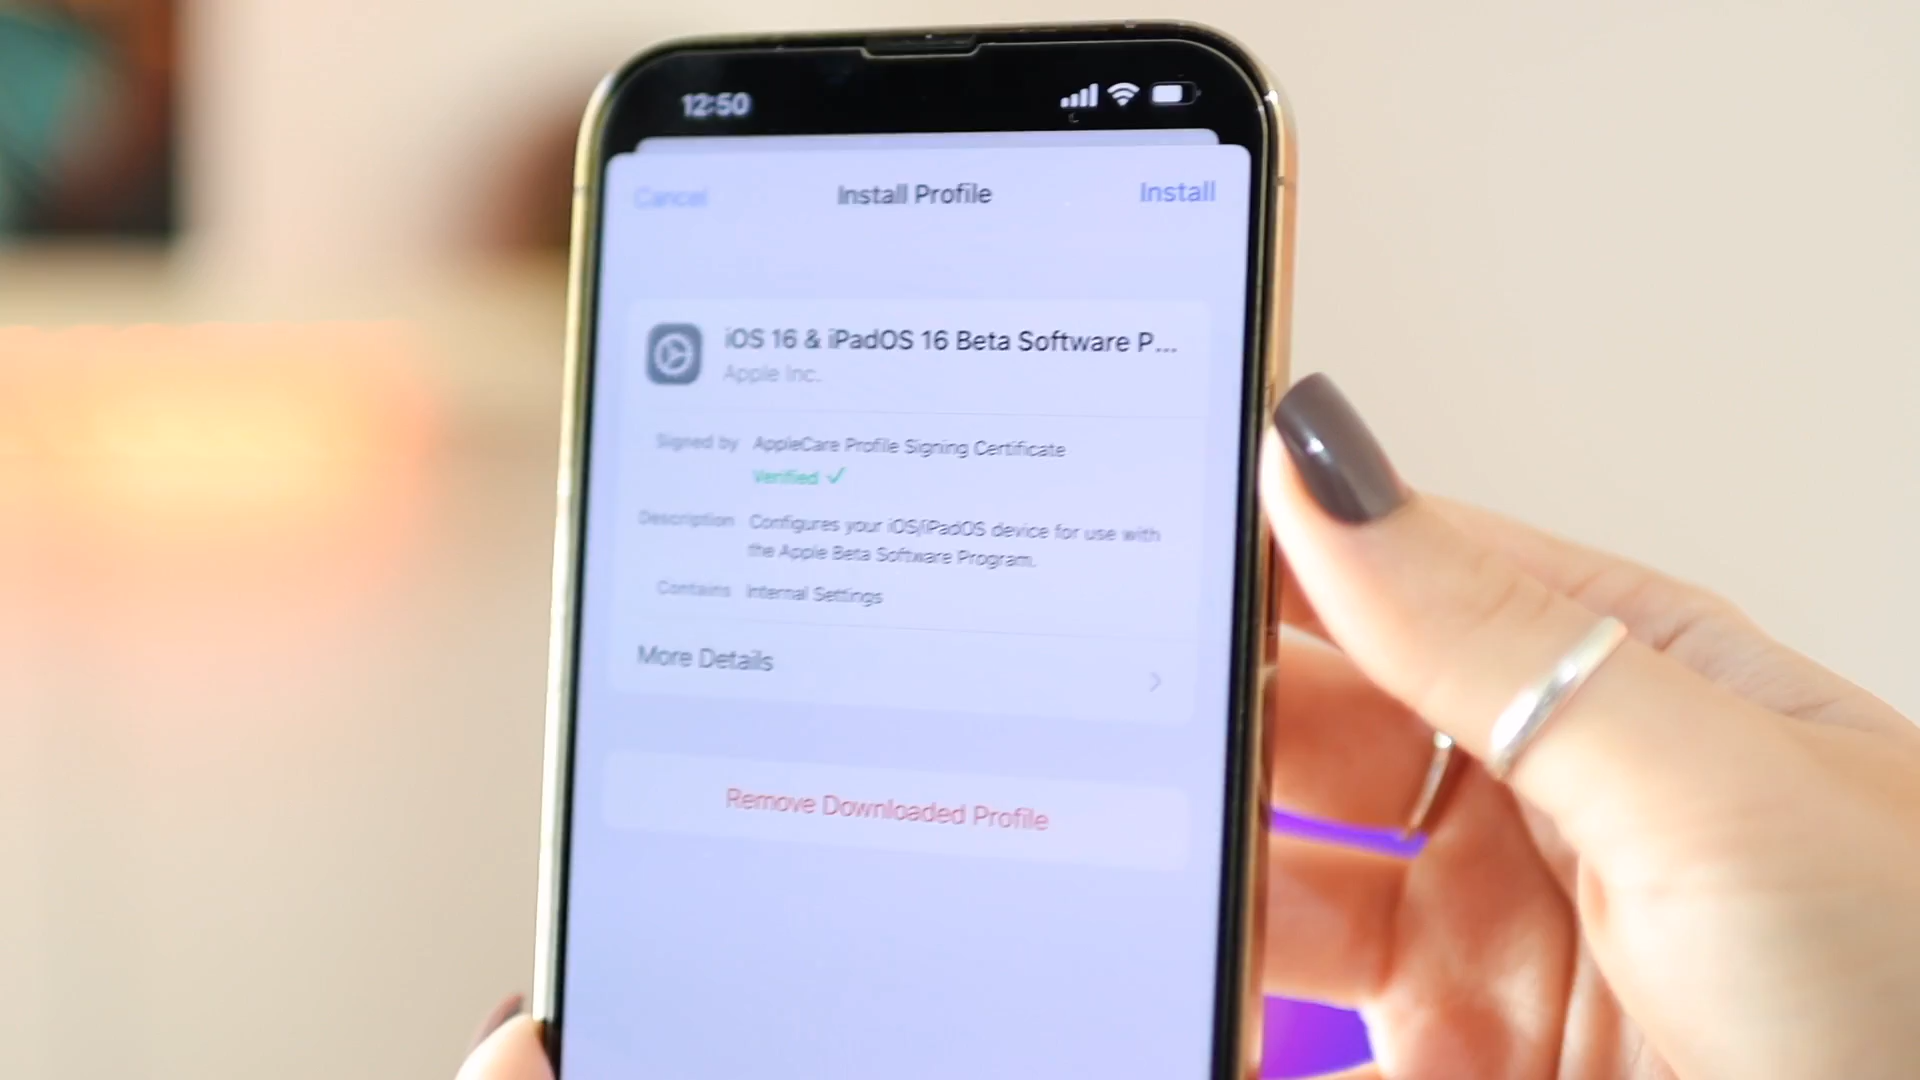 12:50
Cancel Install Profile Install
iOS 16 & iPadOS 16 Beta Software P...
Apple Inc.
Signed by AppleCare Profile Signing Certificate
Verified ✓
Description Configures your iOS/iPadOS device for use with
the Apple Beta Software Program.
Contains Internal Settings
More Details
Remove Downloaded Profile